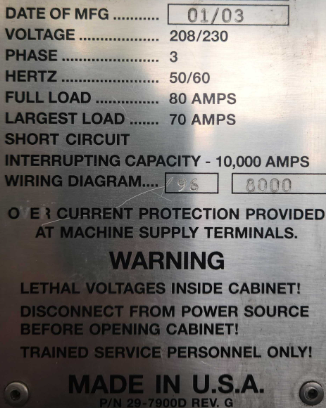 DATE OF MFG ........... 01/03
VOLTAGE ............... 208/230
PHASE .................. 3
HERTZ .................. 50/60
FULL LOAD .............. 80 AMPS
LARGEST LOAD ....... 70 AMPS
SHORT CIRCUIT
INTERRUPTING CAPACITY - 10,000 AMPS
WIRING DIAGRAM.... 96 8000
OVER CURRENT PROTECTION PROVIDED
AT MACHINE SUPPLY TERMINALS.
WARNING
LETHAL VOLTAGES INSIDE CABINET!
DISCONNECT FROM POWER SOURCE
BEFORE OPENING CABINET!
TRAINED SERVICE PERSONNEL ONLY!
MADE IN U.S.A.
P/N 29-7900D REV. G